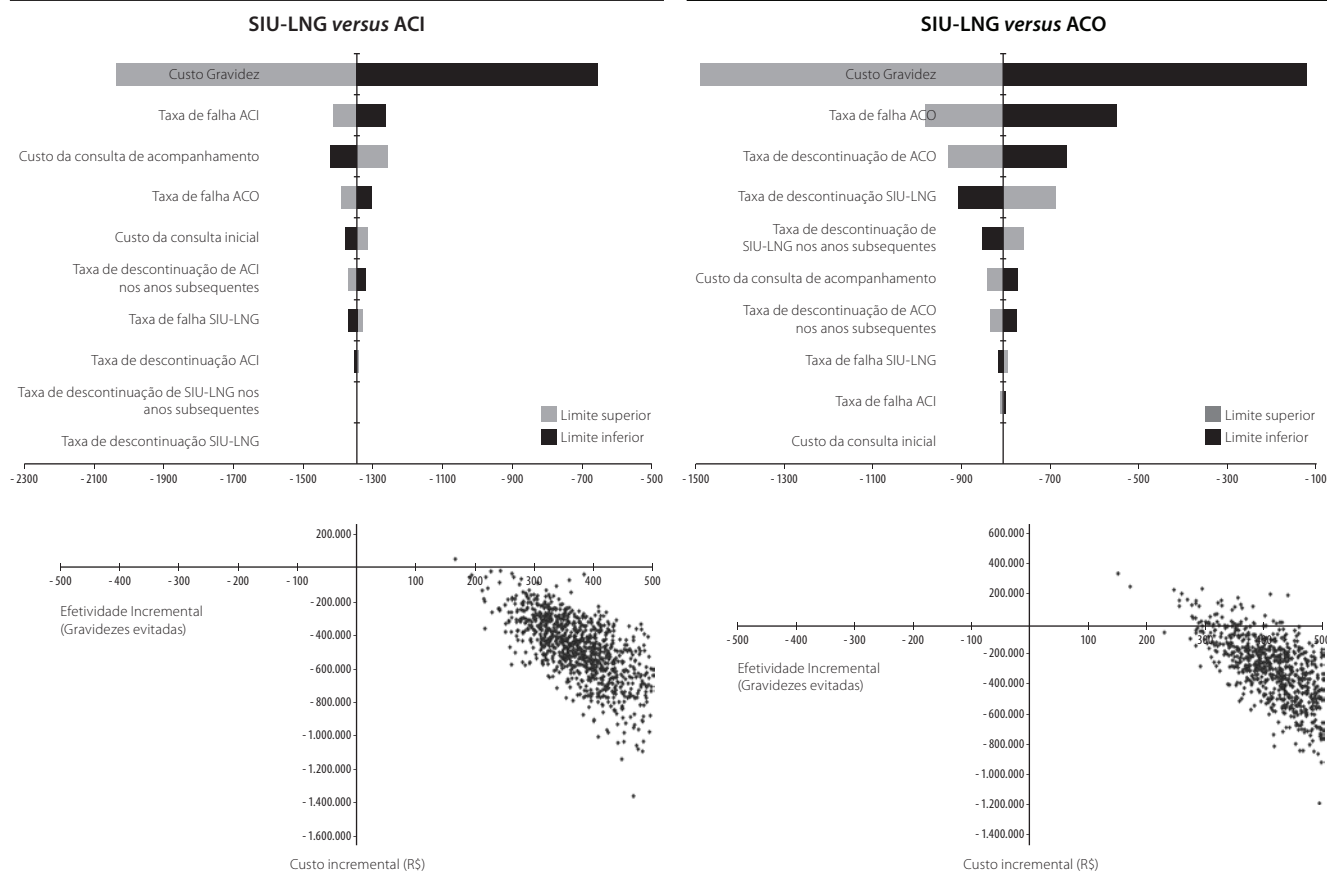 SIU-LNG versus ACI
Custo Gravidez
Taxa de falha ACI
Custo da consulta de acompanhamento
Taxa de falha ACO
Custo da consulta inicial
Taxa de descontinuação de ACI
nos anos subsequentes
Taxa de falha SIU-LNG
Taxa de descontinuação ACI
Taxa de descontinuação de SIU-LNG nos
anos subsequentes
Taxa de descontinuação SIU-LNG
Limite superior
Limite inferior
- 2300 - 2100 - 1900 - 1700 - 1500 - 1300 - 1100 - 900 - 700 - 500
SIU-LNG versus ACO
Custo Gravidez
Taxa de falha ACO
Taxa de descontinuação de ACO
Taxa de descontinuação SIU-LNG
Taxa de descontinuação de
SIU-LNG nos anos subsequentes
Custo da consulta de acompanhamento
Taxa de descontinuação de ACO
nos anos subsequentes
Taxa de falha SIU-LNG
Taxa de falha ACI
Custo da consulta inicial
Limite superior
Limite inferior
- 1500 - 1300 - 1100 - 900 - 700 - 500 - 300 - 100
200.000
- 500 - 400 - 300 - 200 - 100 100 200 300 400 500
- 200.000
- 400.000
- 600.000
- 800.000
- 1.000.000
- 1.200.000
- 1.400.000
- 1.600.000
Efetividade Incremental
(Gravidezes evitadas)
Custo incremental (R$)
600.000
400.000
200.000
- 500 - 400 - 300 - 200 - 100 100 200 300 400 500
- 200.000
- 400.000
- 600.000
- 800.000
- 1.000.000
- 1.200.000
- 1.400.000
Efetividade Incremental
(Gravidezes evitadas)
Custo incremental (R$)